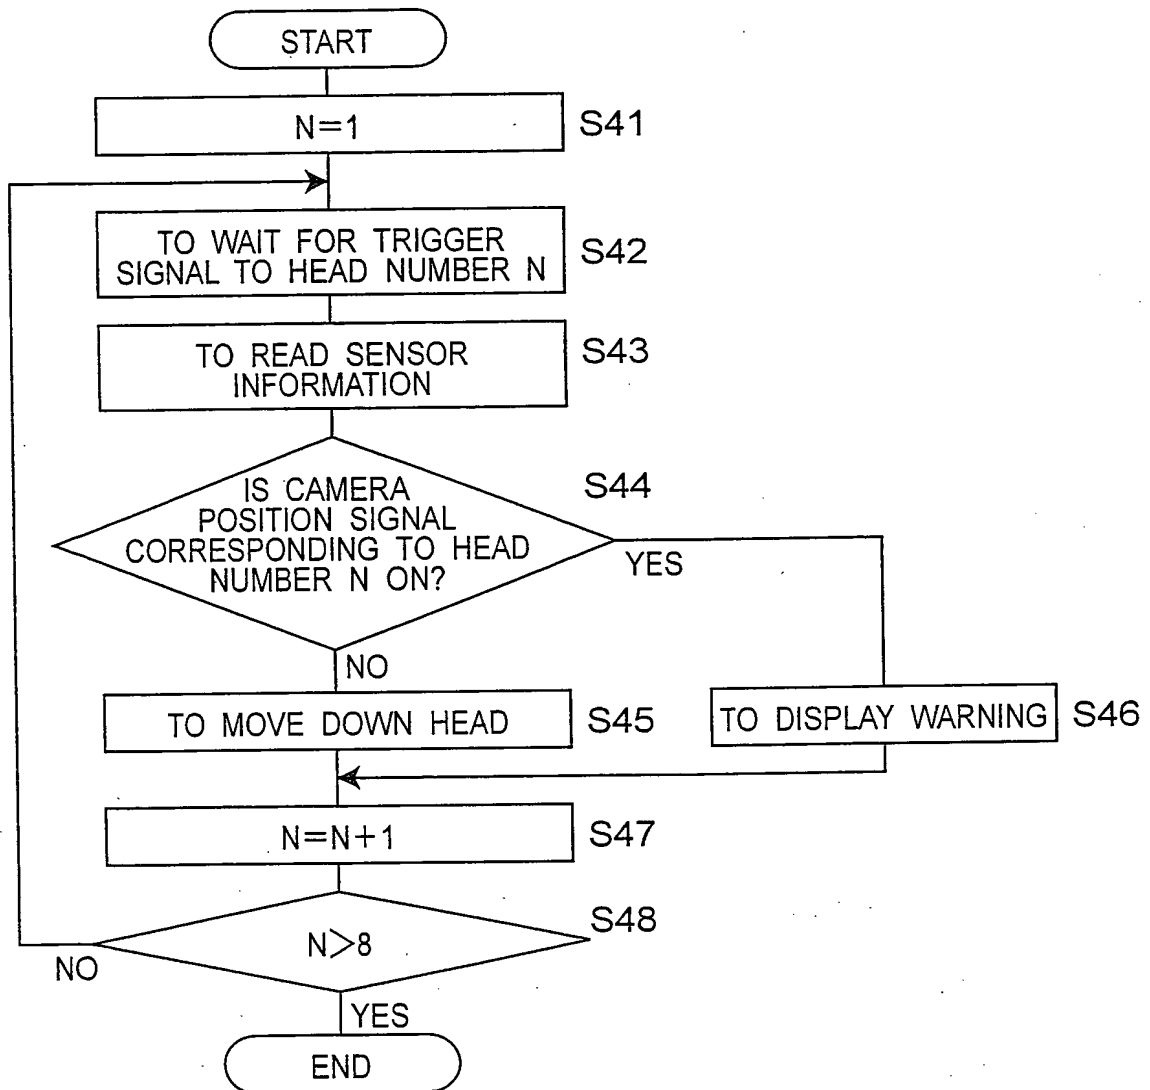 START
N=1
S41
TO WAIT FOR TRIGGER
SIGNAL TO HEAD NUMBER N
S42
TO READ SENSOR
INFORMATION
S43
IS CAMERA
POSITION SIGNAL
CORRESPONDING TO HEAD
NUMBER N ON?
S44
YES
NO
TO MOVE DOWN HEAD
S45
TO DISPLAY WARNING
S46
N=N+1
S47
N>8
S48
NO
YES
END